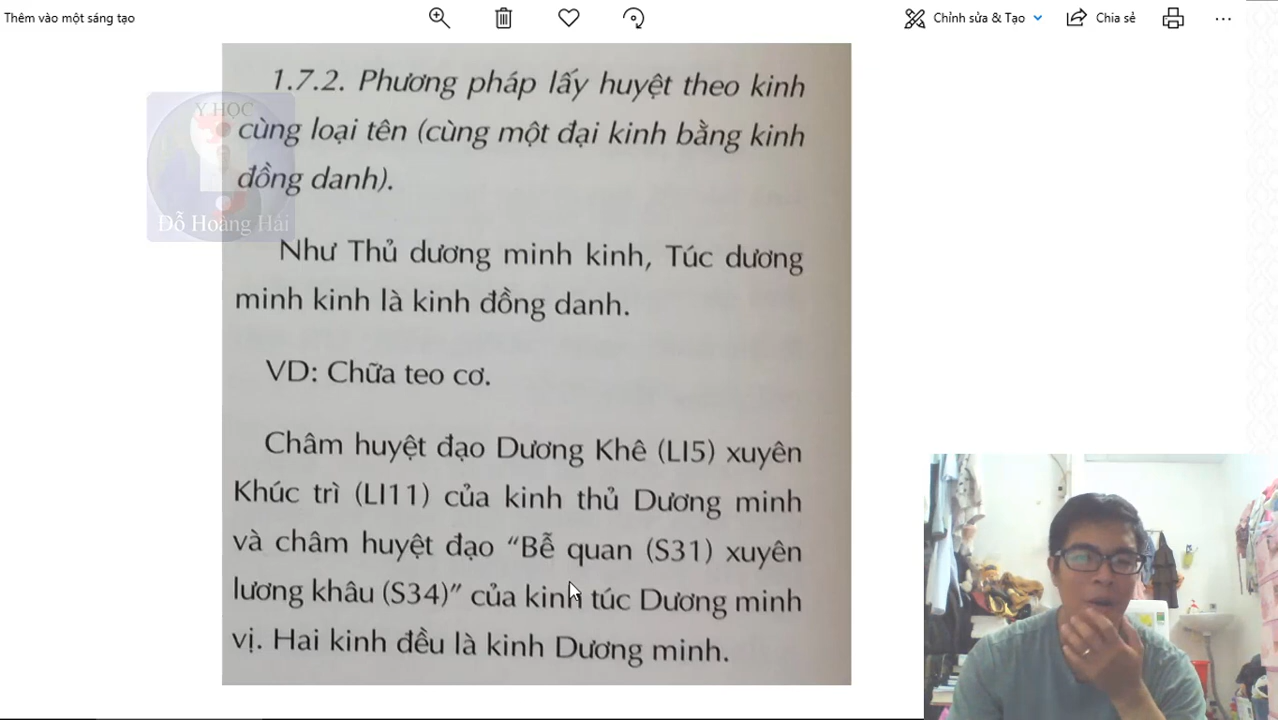 Thêm vào một sáng tạo
Chỉnh sửa & Tạo
Chia sẻ
1.7.2. Phương pháp lấy huyệt theo kinh
cùng loại tên (cùng một đại kinh bằng kinh
đồng danh).
Y HỌC
Đỗ Hoàng Hải
Như Thủ dương minh kinh, Túc dương
minh kinh là kinh đồng danh.
VD: Chữa teo cơ.
Châm huyệt đạo Dương Khê (LI5) xuyên
Khúc trì (LI11) của kinh thủ Dương minh
và châm huyệt đạo “Bễ quan (S31) xuyên
lương khâu (S34)” của kinh túc Dương minh
vị. Hai kinh đều là kinh Dương minh.